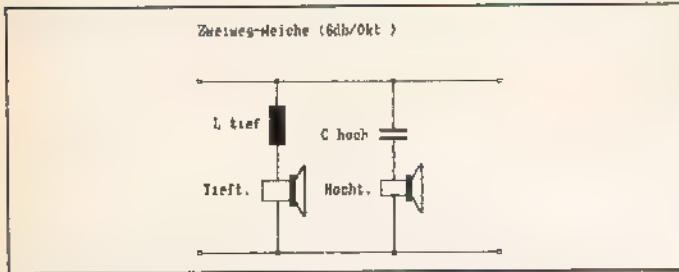 Zweiweg-Weiche (6db/Okt )
L tief
C hoch
Tieft.
Hocht.